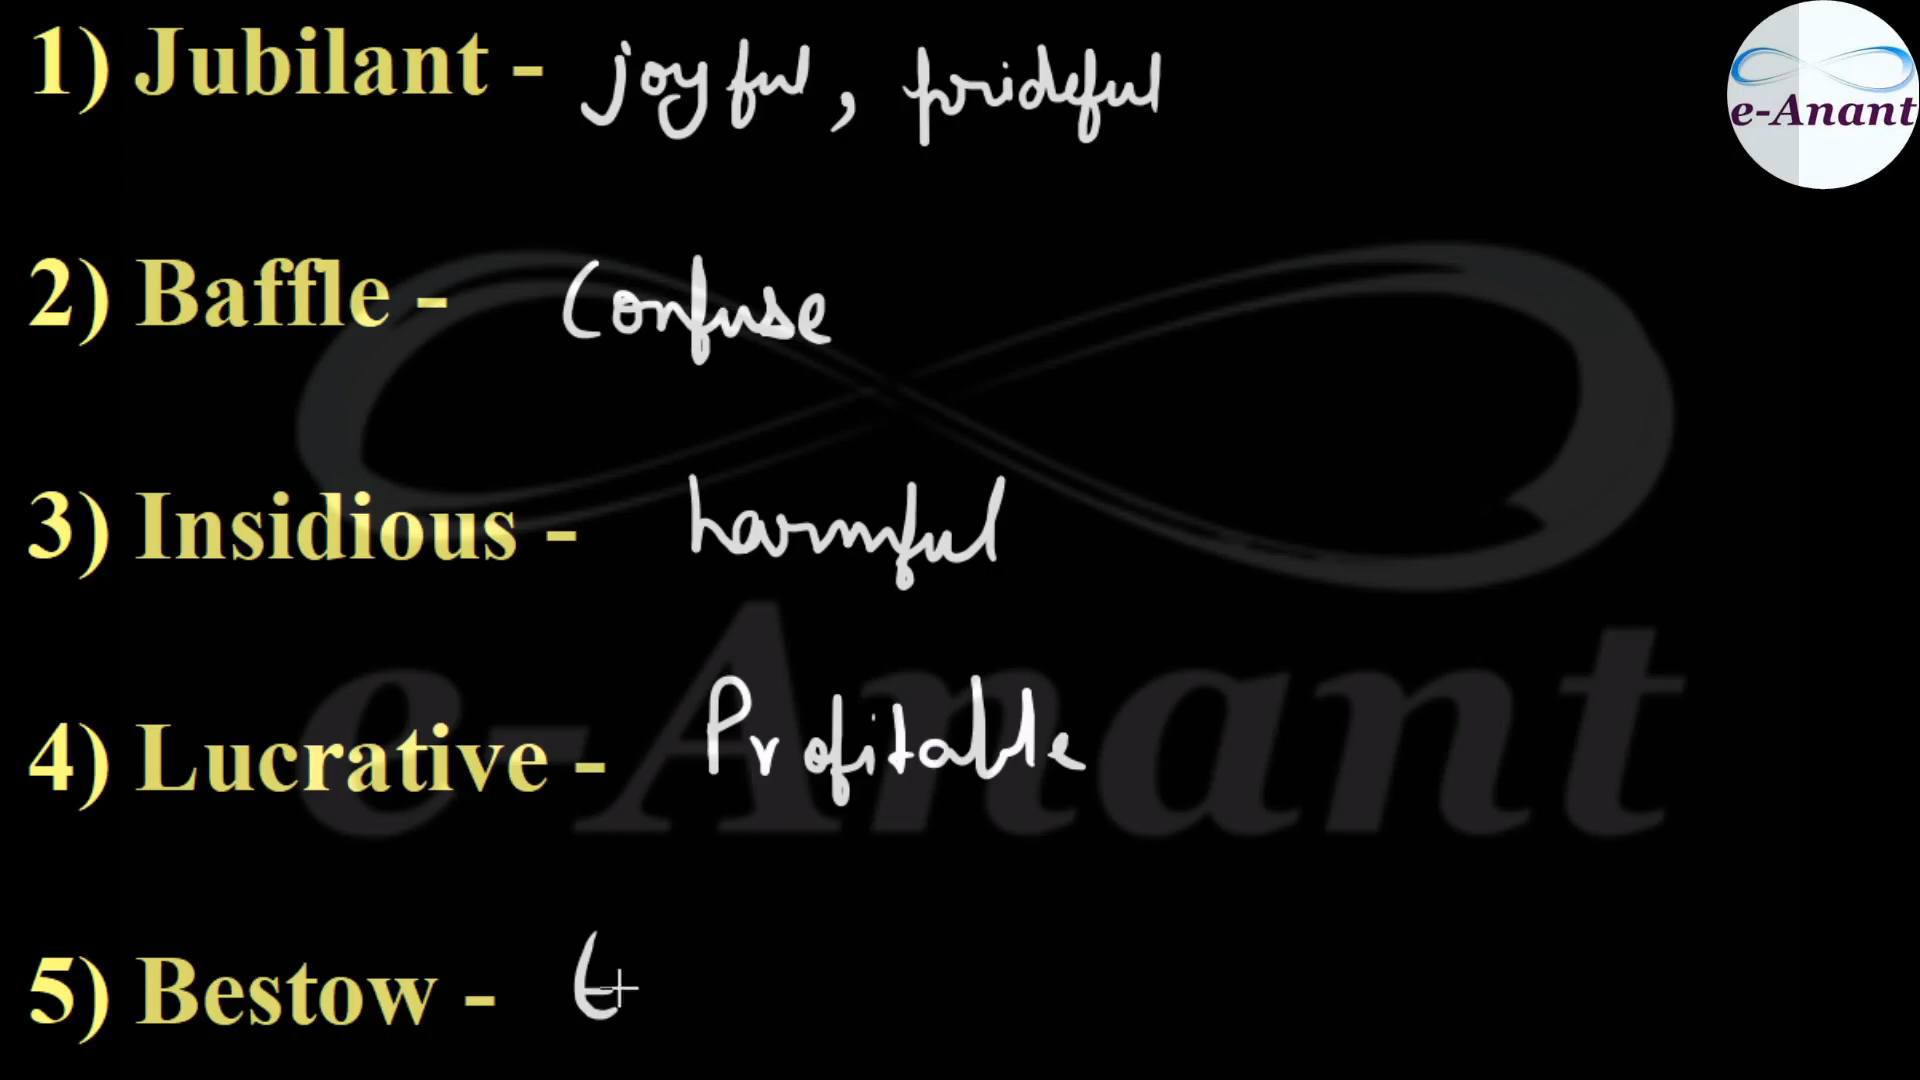 1) Jubilant - joyful, prideful
e-Anant
2) Baffle - Confuse
3) Insidious - harmful
4) Lucrative - Profitable
e-Anant
5) Bestow -